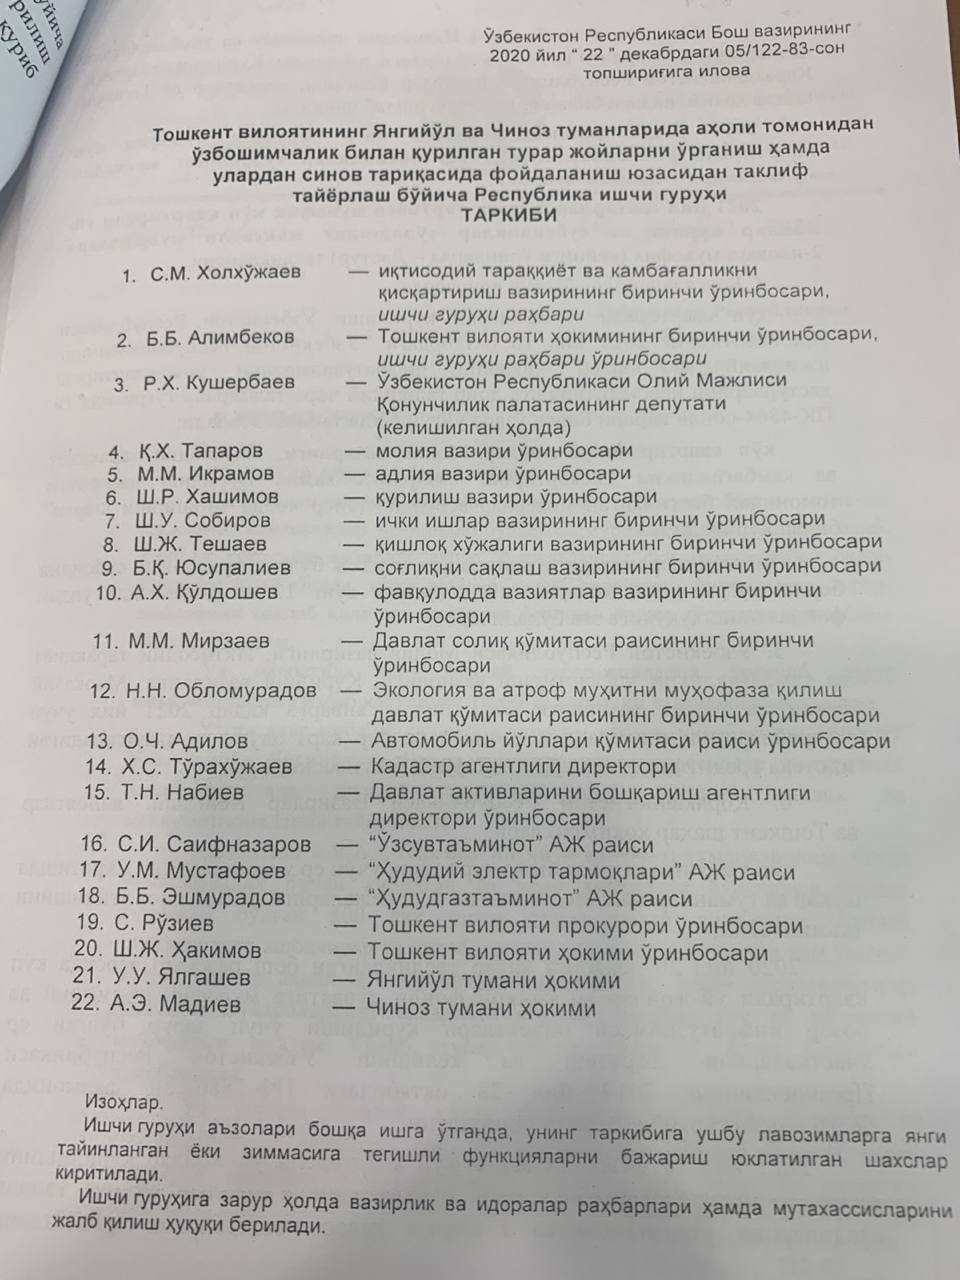 ўйича
рилиш
қуриб
Ўзбекистон Республикаси Бош вазирининг
2020 йил “ 22 ” декабрдаги 05/122-83-сон
топшириғига илова
Тошкент вилоятининг Янгийўл ва Чиноз туманларида аҳоли томонидан
ўзбошимчалик билан қурилган турар жойларни ўрганиш ҳамда
улардан синов тариқасида фойдаланиш юзасидан таклиф
тайёрлаш бўйича Республика ишчи гуруҳи
ТАРКИБИ
1. С.М. Холхўжаев — иқтисодий тараққиёт ва камбағалликни
қисқартириш вазирининг биринчи ўринбосари,
ишчи гуруҳи раҳбари
2. Б.Б. Алимбеков — Тошкент вилояти ҳокимининг биринчи ўринбосари,
ишчи гуруҳи раҳбари ўринбосари
3. Р.Х. Кушербаев — Ўзбекистон Республикаси Олий Мажлиси
Қонунчилик палатасининг депутати
(келишилган ҳолда)
4. Қ.Х. Тапаров — молия вазири ўринбосари
5. М.М. Икрамов — адлия вазири ўринбосари
6. Ш.Р. Хашимов — қурилиш вазири ўринбосари
7. Ш.У. Собиров — ички ишлар вазирининг биринчи ўринбосари
8. Ш.Ж. Тешаев — қишлоқ хўжалиги вазирининг биринчи ўринбосари
9. Б.Қ. Юсупалиев — соғлиқни сақлаш вазирининг биринчи ўринбосари
10. А.Х. Қўлдошев — фавқулодда вазиятлар вазирининг биринчи
ўринбосари
11. М.М. Мирзаев — Давлат солиқ қўмитаси раисининг биринчи
ўринбосари
12. Н.Н. Обломурадов — Экология ва атроф муҳитни муҳофаза қилиш
давлат қўмитаси раисининг биринчи ўринбосари
13. О.Ч. Адилов — Автомобиль йўллари қўмитаси раиси ўринбосари
14. Х.С. Тўрахўжаев — Кадастр агентлиги директори
15. Т.Н. Набиев — Давлат активларини бошқариш агентлиги
директори ўринбосари
16. С.И. Саифназаров — “Ўзсувтаъминот” АЖ раиси
17. У.М. Мустафоев — “Ҳудудий электр тармоқлари” АЖ раиси
18. Б.Б. Эшмурадов — “Ҳудудгазтаъминот” АЖ раиси
19. С. Рўзиев — Тошкент вилояти прокурори ўринбосари
20. Ш.Ж. Ҳакимов — Тошкент вилояти ҳокими ўринбосари
21. У.У. Ялгашев — Янгийўл тумани ҳокими
22. А.Э. Мадиев — Чиноз тумани ҳокими
Изоҳлар.
Ишчи гуруҳи аъзолари бошқа ишга ўтганда, унинг таркибига ушбу лавозимларга янги
тайинланган ёки зиммасига тегишли функцияларни бажариш юклатилган шахслар
киритилади.
Ишчи гуруҳига зарур ҳолда вазирлик ва идоралар раҳбарлари ҳамда мутахассисларини
жалб қилиш ҳуқуқи берилади.